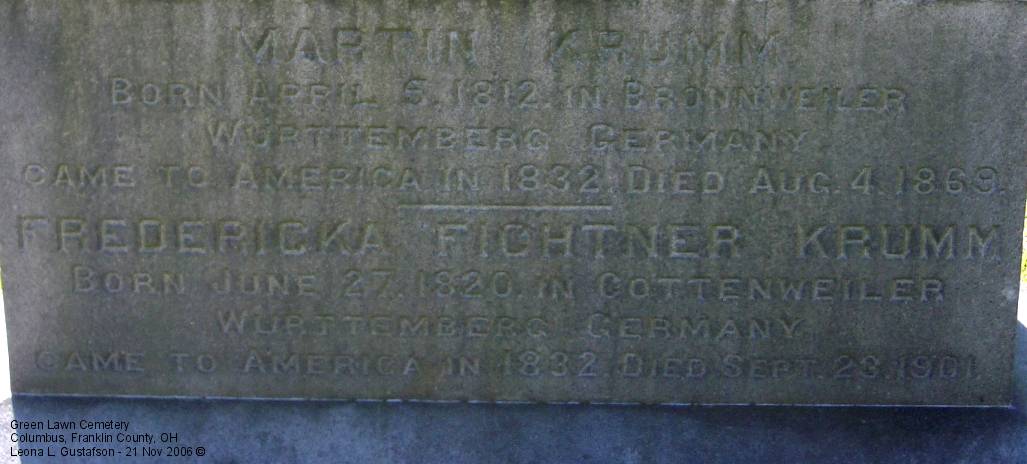 MARTIN KRUMM.
BORN APRIL 5. 1812. IN BRONNWEILER
WURTTEMBERG GERMANY
CAME TO AMERICA IN 1832. DIED AUG. 4. 1869.
FREDERICKA FICHTNER KRUMM
BORN JUNE 27. 1820. IN COTTENWEILER
WURTTEMBERG GERMANY.
CAME TO AMERICA IN 1832. DIED SEPT. 23. 1901.
Green Lawn Cemetery
Columbus, Franklin County, OH
Leona L. Gustafson - 21 Nov 2006 ©